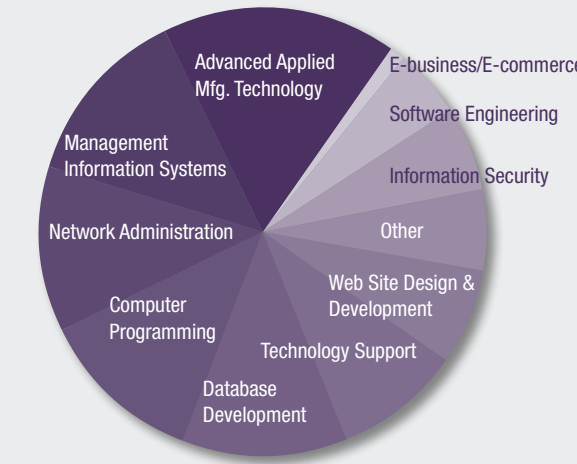 Advanced Applied
Mfg. Technology
E-business/E-commerce
Software Engineering
Information Security
Other
Web Site Design &
Development
Technology Support
Database
Development
Computer
Programming
Network Administration
Management
Information Systems